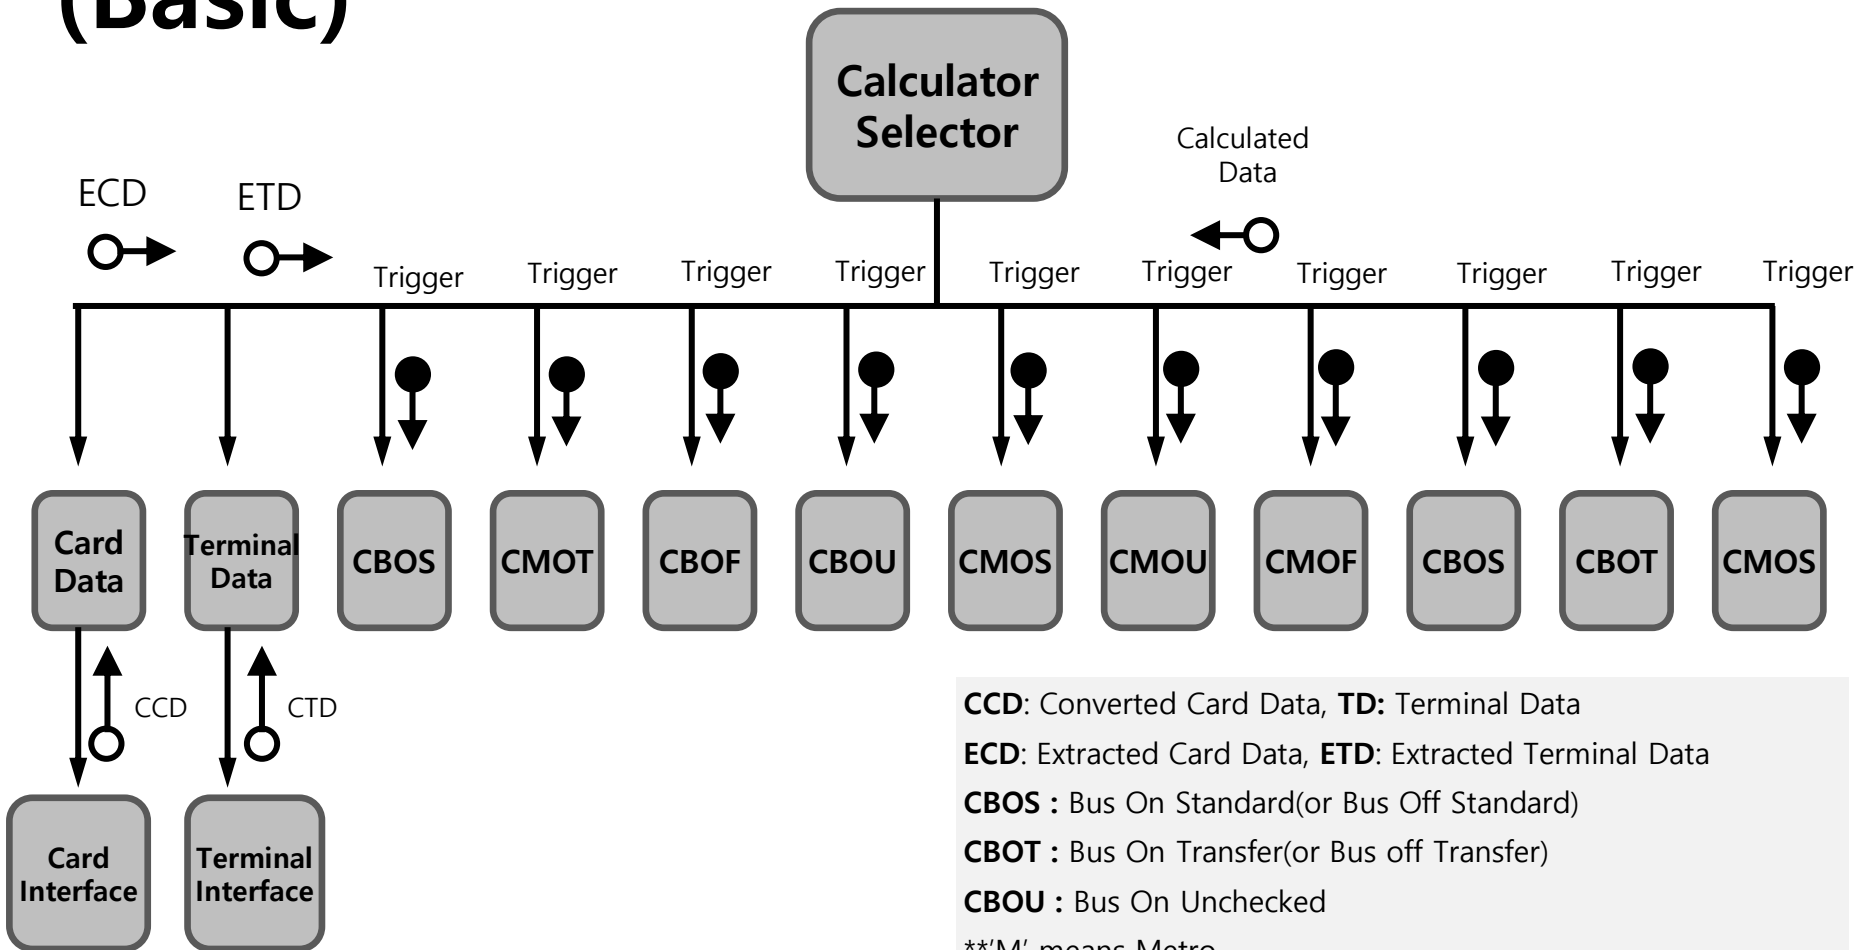 (Basic)
Calculator
Selector
Calculated
Data
ECD
ETD
Trigger
Trigger
Trigger
Trigger
Trigger
Trigger
Trigger
Trigger
Trigger
Trigger
Card
Data
Terminal
Data
CBOS
CMOT
CBOF
CBOU
CMOS
CMOU
CMOF
CBOS
CBOT
CMOS
CCD
CTD
Card
Interface
Terminal
Interface
CCD: Converted Card Data, TD: Terminal Data
ECD: Extracted Card Data, ETD: Extracted Terminal Data
CBOS : Bus On Standard(or Bus Off Standard)
CBOT : Bus On Transfer(or Bus off Transfer)
CBOU : Bus On Unchecked
**'M' means Metro